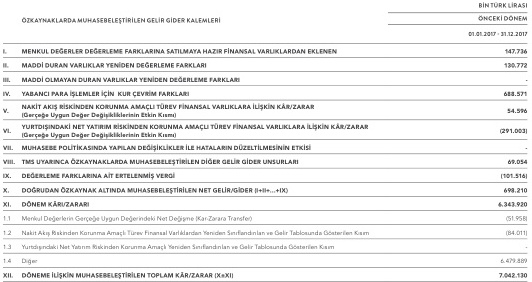 BİN TÜRK LİRASI
ÖZKAYNAKLARDA MUHASEBELEŞTİRİLEN GELİR GİDER KALEMLERİ ÖNCEKİ DÖNEM
01.01.2017 - 31.12.2017
I. MENKUL DEĞERLER DEĞERLEME FARKLARINA SATILMAYA HAZIR FİNANSAL VARLIKLARDAN EKLENEN 147.736
II. MADDİ DURAN VARLIKLAR YENİDEN DEĞERLEME FARKLARI 130.772
III. MADDİ OLMAYAN DURAN VARLIKLAR YENİDEN DEĞERLEME FARKLARI -
IV. YABANCI PARA İŞLEMLER İÇİN KUR ÇEVRİM FARKLARI 688.571
V. NAKİT AKIŞ RİSKİNDEN KORUNMA AMAÇLI TÜREV FİNANSAL VARLIKLARA İLİŞKİN KÂR/ZARAR 54.596
(Gerçeğe Uygun Değer Değişikliklerinin Etkin Kısmı)
VI. YURTDIŞINDAKİ NET YATIRIM RİSKİNDEN KORUNMA AMAÇLI TÜREV FİNANSAL VARLIKLARA İLİŞKİN KÂR/ZARAR (291.003)
(Gerçeğe Uygun Değer Değişikliklerinin Etkin Kısmı)
VII. MUHASEBE POLİTİKASINDA YAPILAN DEĞİŞİKLİKLER İLE HATALARIN DÜZELTİLMESİNİN ETKİSİ -
VIII. TMS UYARINCA ÖZKAYNAKLARDA MUHASEBELEŞTİRİLEN DİĞER GELİR GİDER UNSURLARI 69.054
IX. DEĞERLEME FARKLARINA AİT ERTELENMİŞ VERGİ (101.516)
X. DOĞRUDAN ÖZKAYNAK ALTINDA MUHASEBELEŞTİRİLEN NET GELİR/GİDER (I+II+...+IX) 698.210
XI. DÖNEM KÂRI/ZARARI 6.343.920
1.1 Menkul Değerlerin Gerçeğe Uygun Değerindeki Net Değişme (Kar-Zarara Transfer) (51.958)
1.2 Nakit Akış Riskinden Korunma Amaçlı Türev Finansal Varlıklardan Yeniden Sınıflandırılan ve Gelir Tablosunda Gösterilen Kısım (84.011)
1.3 Yurtdışındaki Net Yatırım Riskinden Korunma Amaçlı Yeniden Sınıflandırılan ve Gelir Tablosunda Gösterilen Kısım -
1.4 Diğer 6.479.889
XII. DÖNEME İLİŞKİN MUHASEBELEŞTİRİLEN TOPLAM KÂR/ZARAR (X±XI) 7.042.130